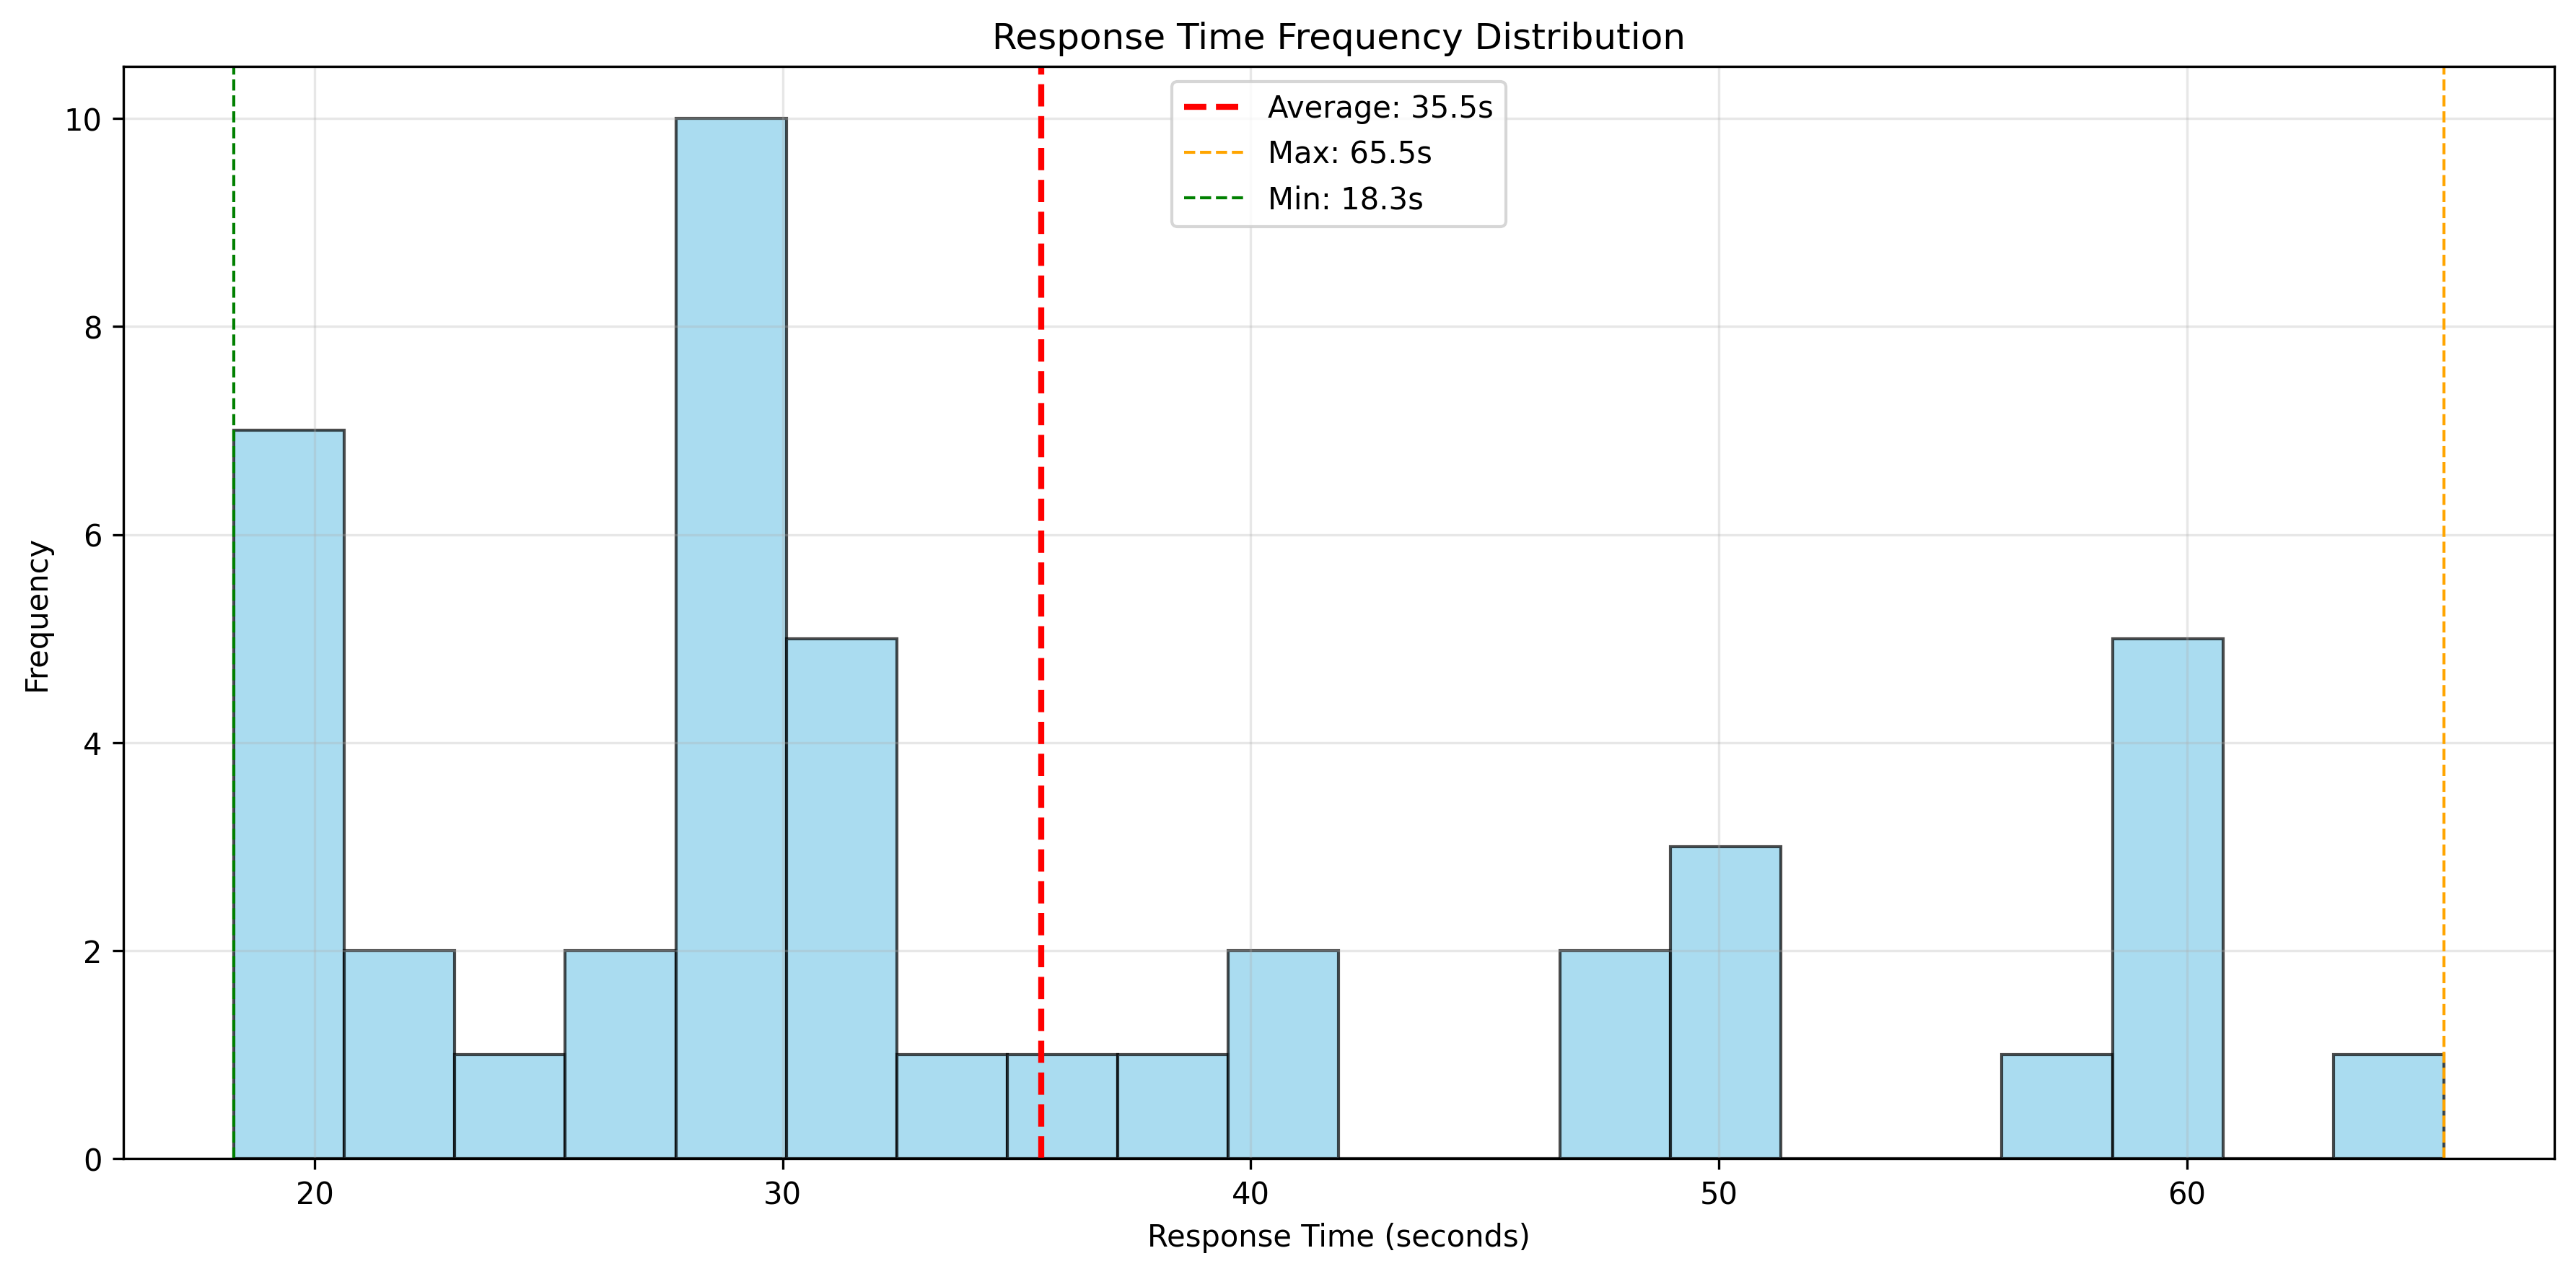 Response Time Frequency Distribution
Average: 35.5s
Max: 65.5s
Min: 18.3s
Frequency
10
8
6
4
2
0
20 30 40 50 60
Response Time (seconds)